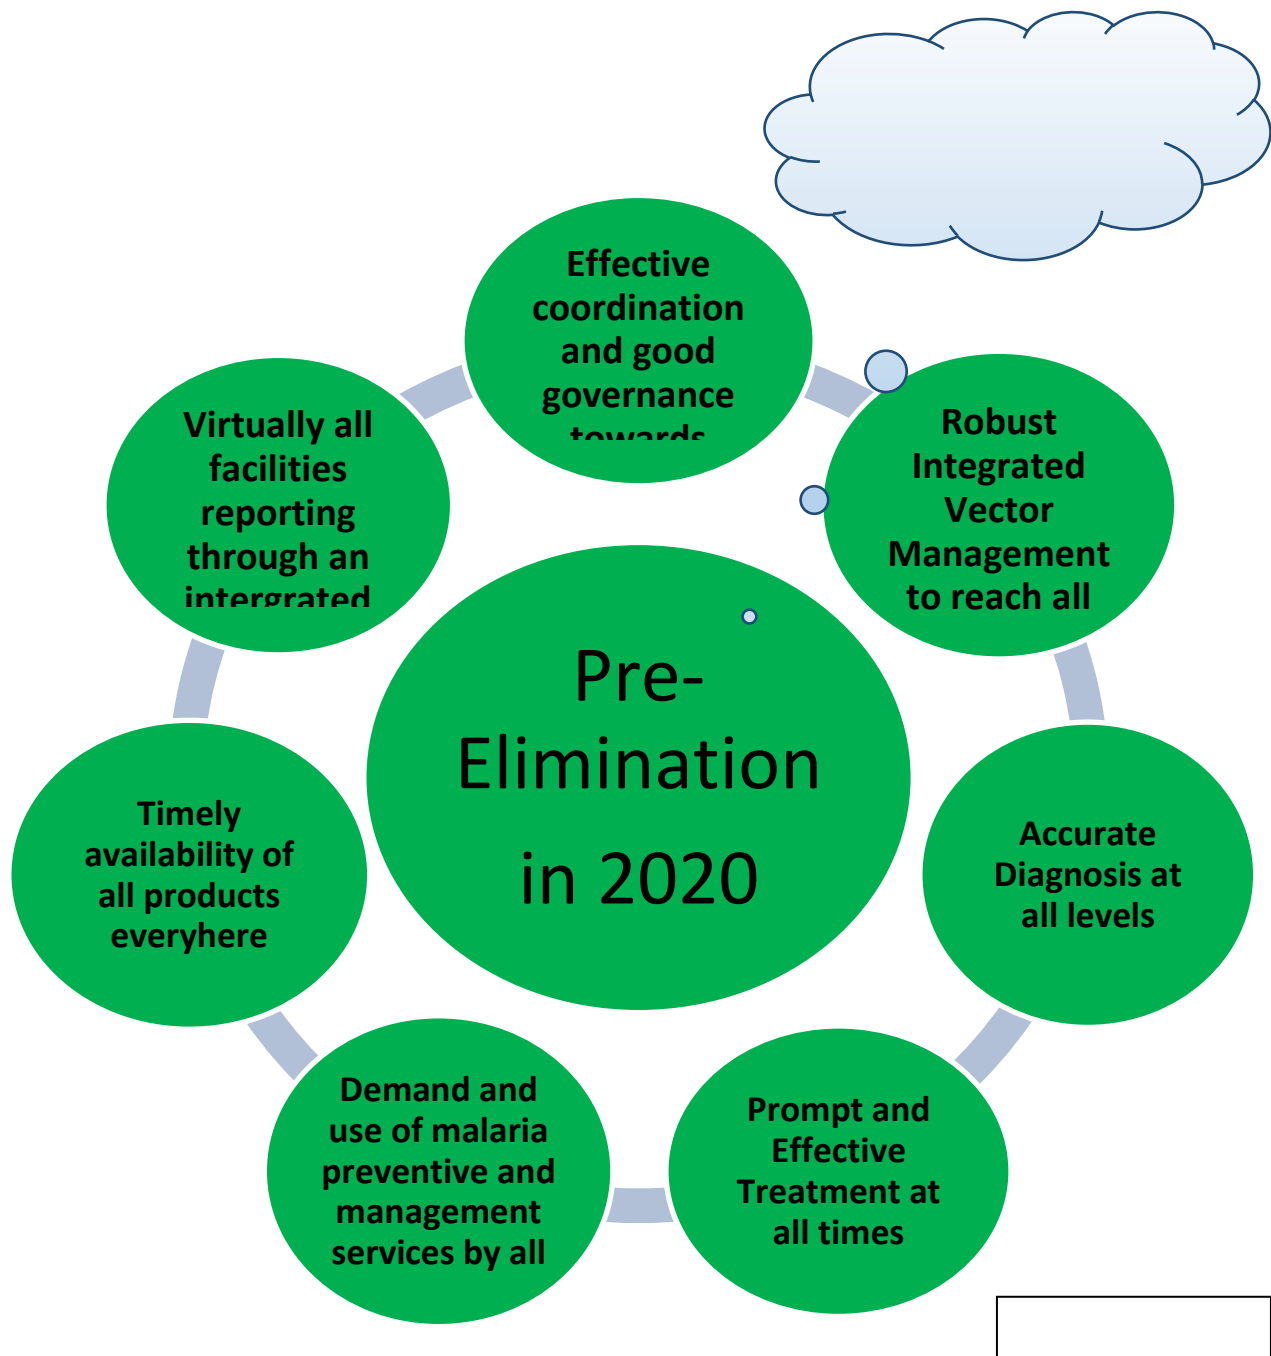 Effective
coordination
and good
governance
towards
Robust
Integrated
Vector
Management
to reach all
Accurate
Diagnosis at
all levels
Prompt and
Effective
Treatment at
all times
Demand and
use of malaria
preventive and
management
services by all
Timely
availability of
all products
everyhere
Virtually all
facilities
reporting
through an
intergrated
Pre-
Elimination
in 2020